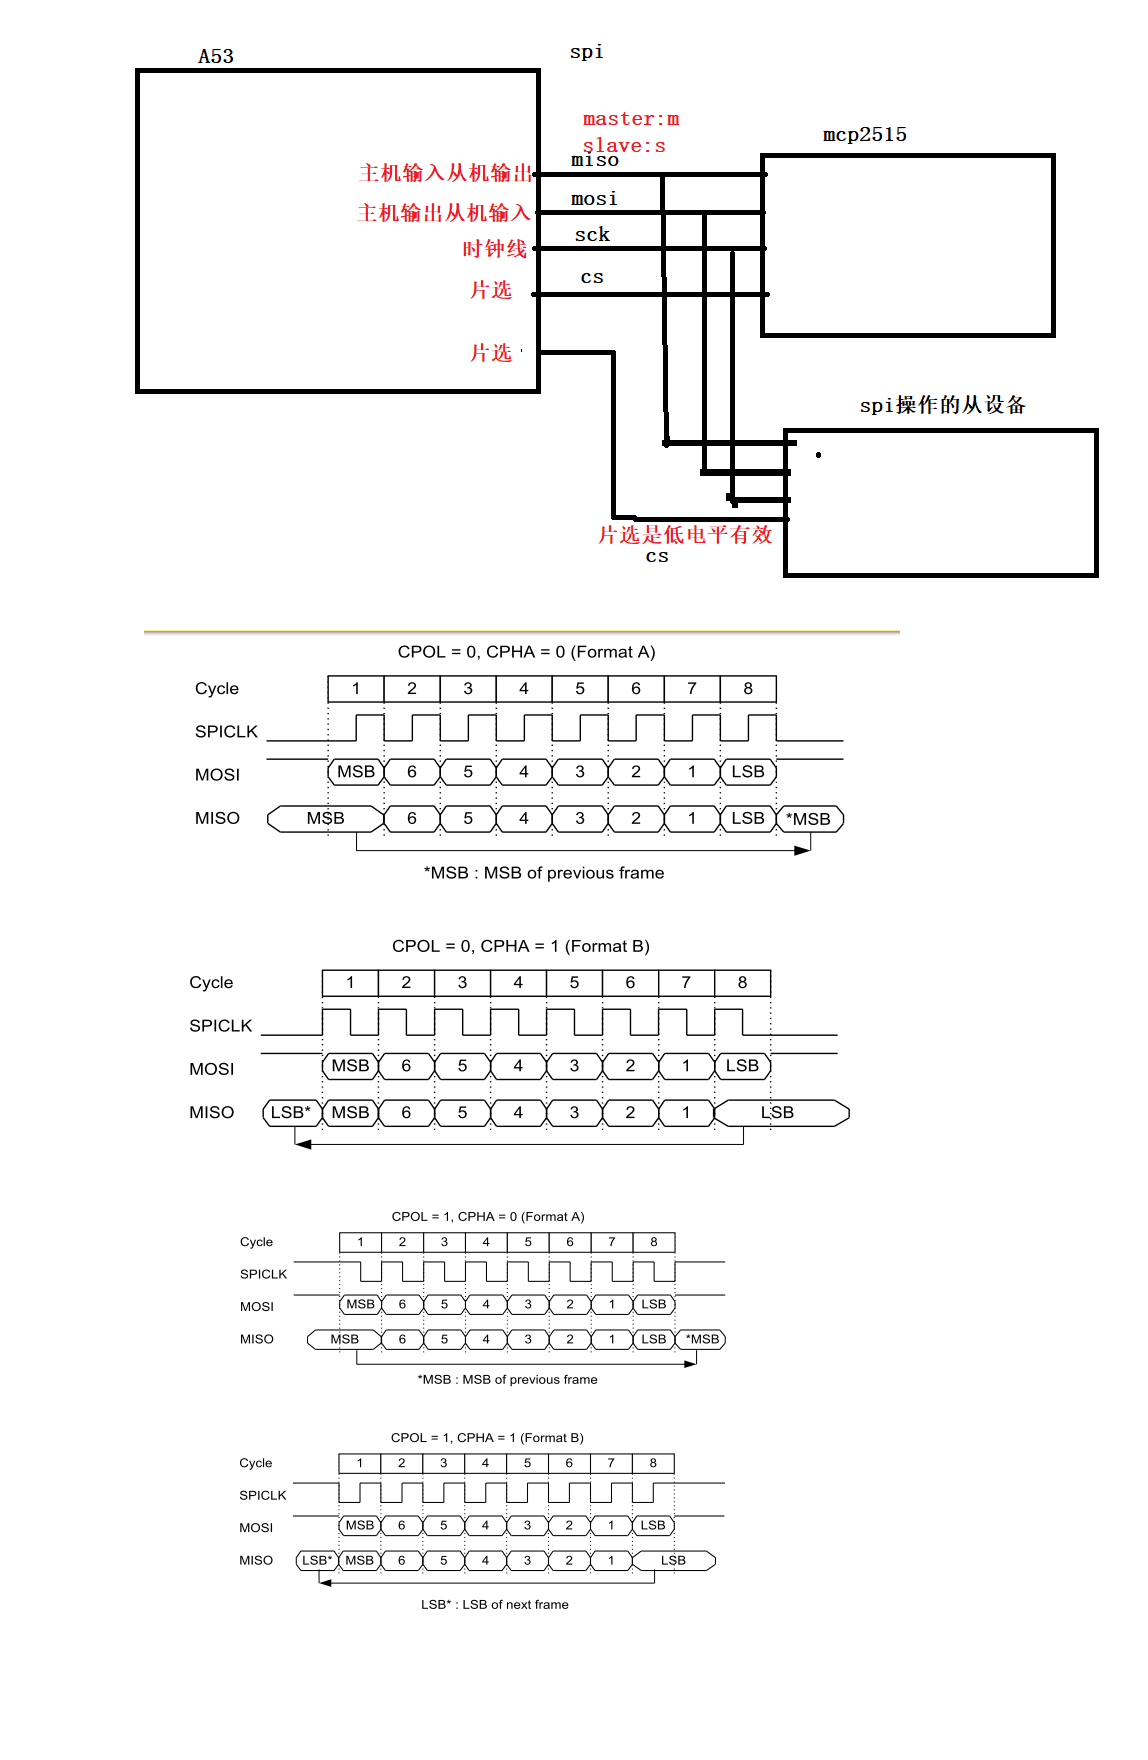 A53
spi
master:m
slave:s
mcp2515
miso
主机输入从机输出
mosi
主机输出从机输入
sck
时钟线
cs
片选
片选
spi操作的从设备
片选是低电平有效
cs
CPOL = 0, CPHA = 0 (Format A)
Cycle 1 2 3 4 5 6 7 8
SPICLK
MOSI MSB 6 5 4 3 2 1 LSB
MISO MSB 6 5 4 3 2 1 LSB *MSB
*MSB : MSB of previous frame
CPOL = 0, CPHA = 1 (Format B)
Cycle 1 2 3 4 5 6 7 8
SPICLK
MOSI MSB 6 5 4 3 2 1 LSB
MISO LSB* MSB 6 5 4 3 2 1 LSB
CPOL = 1, CPHA = 0 (Format A)
Cycle 1 2 3 4 5 6 7 8
SPICLK
MOSI MSB 6 5 4 3 2 1 LSB
MISO MSB 6 5 4 3 2 1 LSB *MSB
*MSB : MSB of previous frame
CPOL = 1, CPHA = 1 (Format B)
Cycle 1 2 3 4 5 6 7 8
SPICLK
MOSI MSB 6 5 4 3 2 1 LSB
MISO LSB* MSB 6 5 4 3 2 1 LSB
LSB* : LSB of next frame